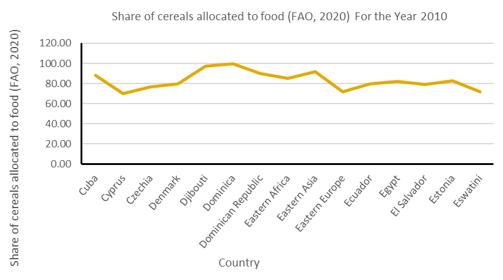 Share of cereals allocated to food (FAO, 2020) For the Year 2010
Share of cereals allocated to food (FAO, 2020)
120.00
100.00
80.00
60.00
40.00
20.00
0.00
Cuba
Cyprus
Czechia
Denmark
Djibouti
Dominica
Dominican Republic
Eastern Africa
Eastern Asia
Eastern Europe
Ecuador
Egypt
El Salvador
Estonia
Eswatini
Country